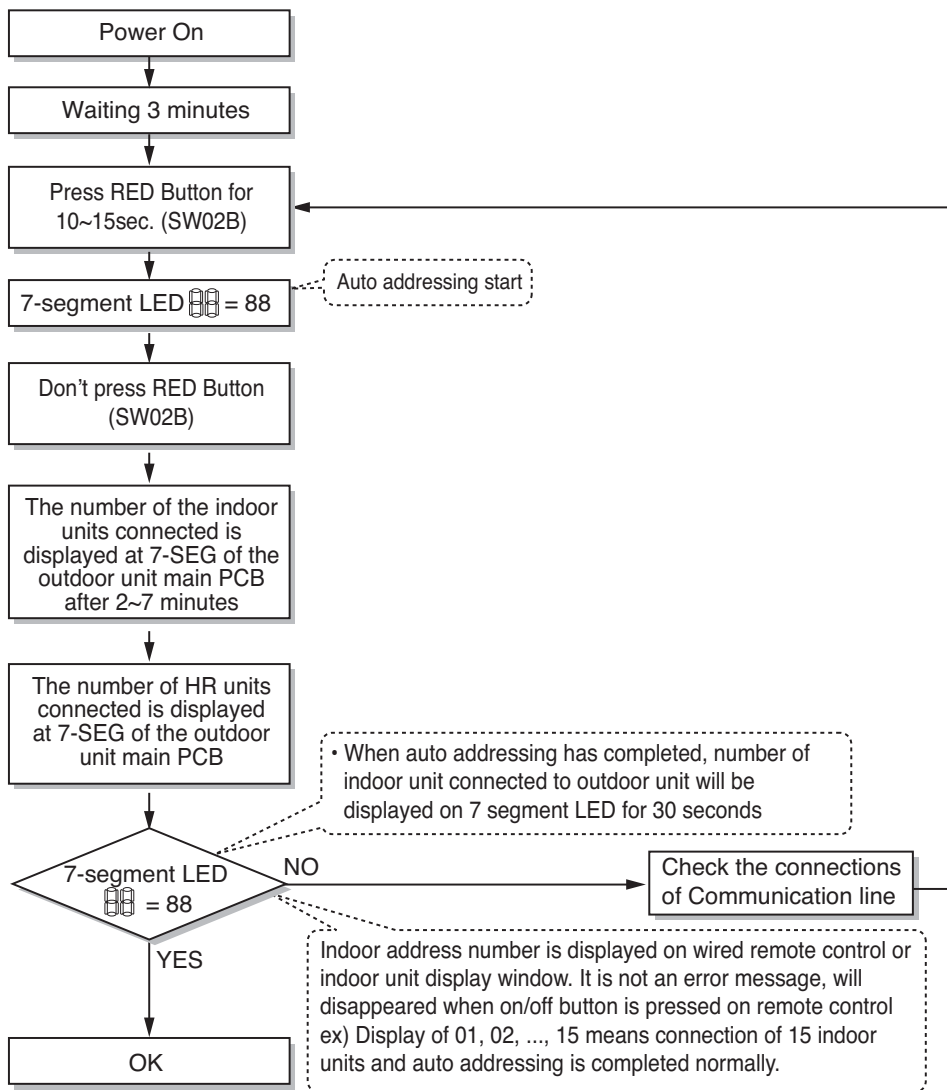 Power On
Waiting 3 minutes
Press RED Button for
10~15sec. (SW02B)
7-segment LED 88 = 88
Auto addressing start
Don't press RED Button
(SW02B)
The number of the indoor
units connected is
displayed at 7-SEG of the
outdoor unit main PCB
after 2~7 minutes
The number of HR units
connected is displayed
at 7-SEG of the outdoor
unit main PCB
• When auto addressing has completed, number of
indoor unit connected to outdoor unit will be
displayed on 7 segment LED for 30 seconds
7-segment LED
88 = 88
NO
Check the connections
of Communication line
YES
Indoor address number is displayed on wired remote control or
indoor unit display window. It is not an error message, will
disappeared when on/off button is pressed on remote control
ex) Display of 01, 02, ..., 15 means connection of 15 indoor
units and auto addressing is completed normally.
OK